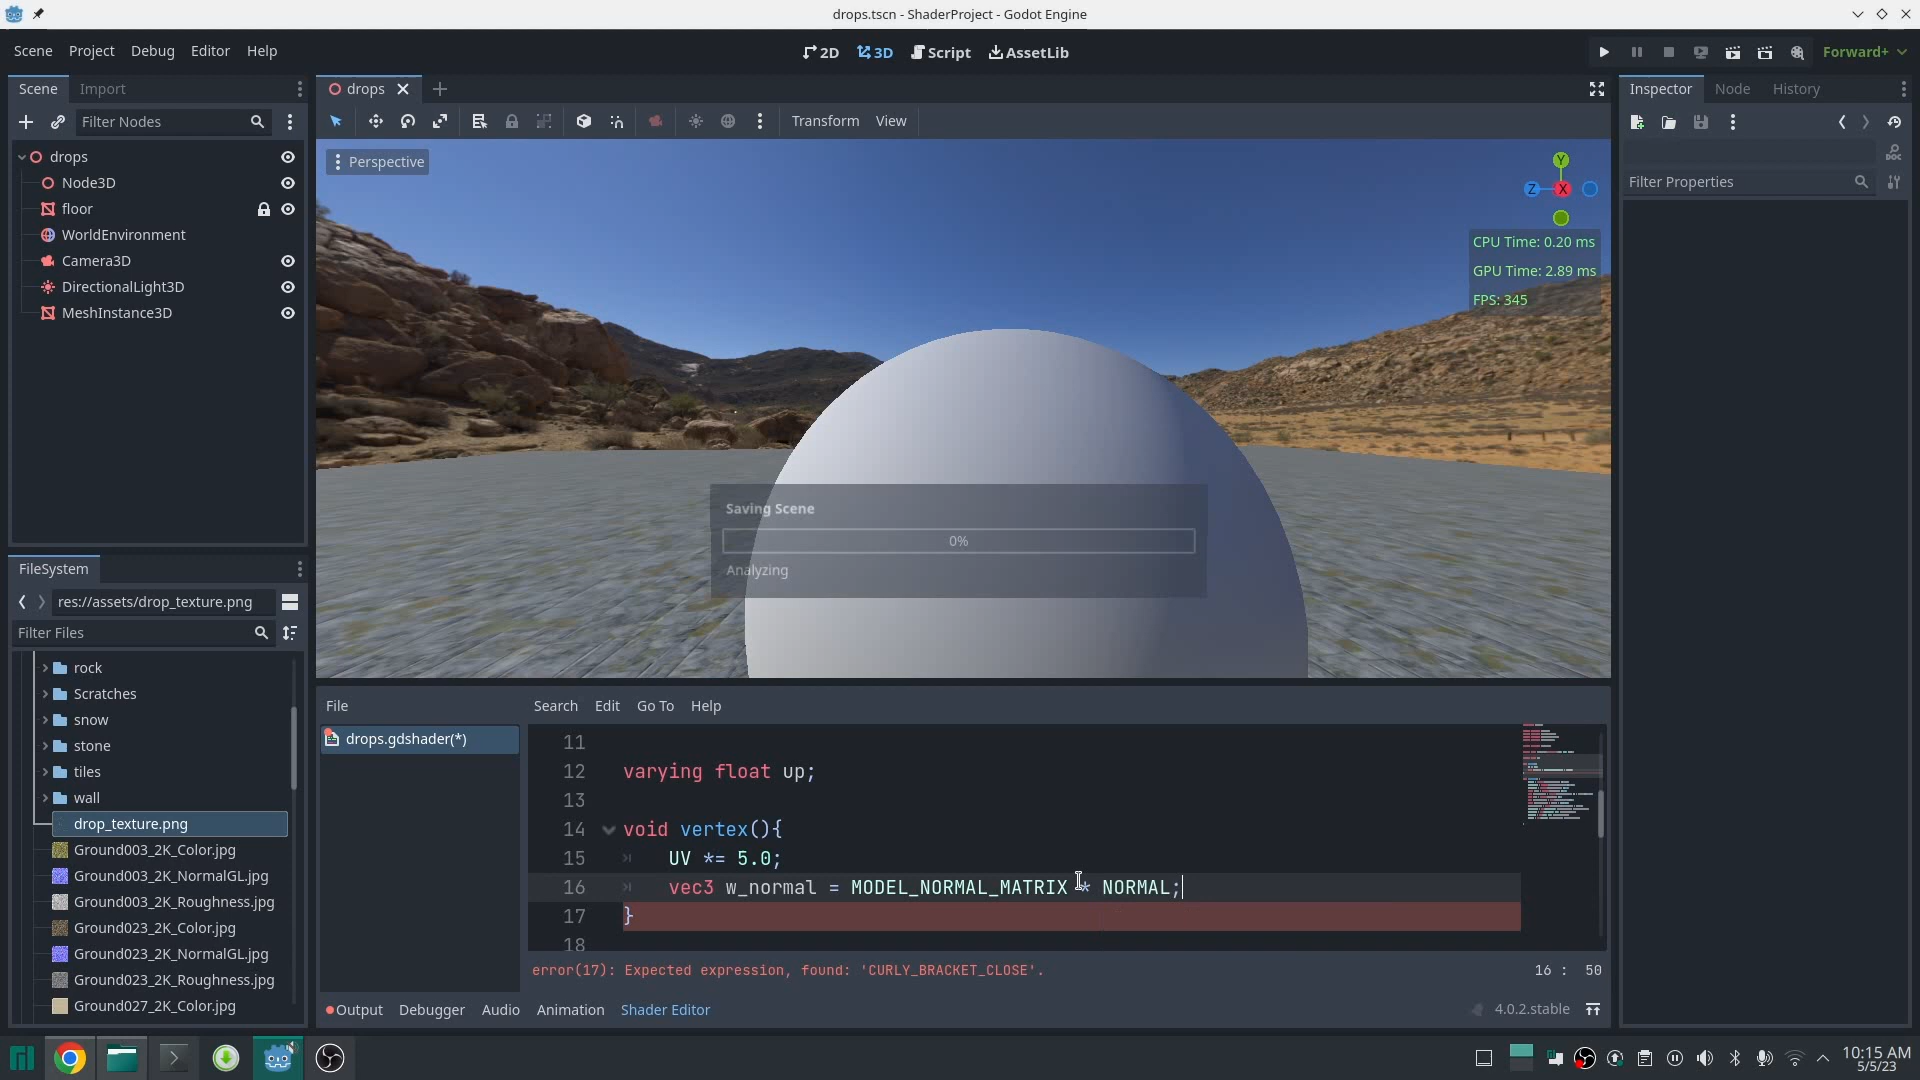 drops.tscn - ShaderProject - Godot Engine
Scene Project Debug Editor Help
2D 3D Script AssetLib
Forward+
Scene Import
drops
Inspector Node History
Filter Nodes
Transform View
drops
Node3D
floor
WorldEnvironment
Camera3D
DirectionalLight3D
MeshInstance3D
Perspective
Y
Z X
CPU Time: 0.20 ms
GPU Time: 2.89 ms
FPS: 345
DOC
Filter Properties
Saving Scene
0%
Analyzing
FileSystem
res://assets/drop_texture.png
Filter Files
rock
Scratches
snow
stone
tiles
wall
drop_texture.png
Ground003_2K_Color.jpg
Ground003_2K_NormalGL.jpg
Ground003_2K_Roughness.jpg
Ground023_2K_Color.jpg
Ground023_2K_NormalGL.jpg
Ground023_2K_Roughness.jpg
Ground027_2K_Color.jpg
File
Search Edit Go To Help
drops.gdshader(*)
11
12 varying float up;
13
14 void vertex(){
15 UV *= 5.0;
16 vec3 w_normal = MODEL_NORMAL_MATRIX * NORMAL;
17 }
18
error(17): Expected expression, found: 'CURLY_BRACKET_CLOSE'.
16 : 50
Output Debugger Audio Animation Shader Editor
4.0.2.stable
10:15 AM
5/5/23